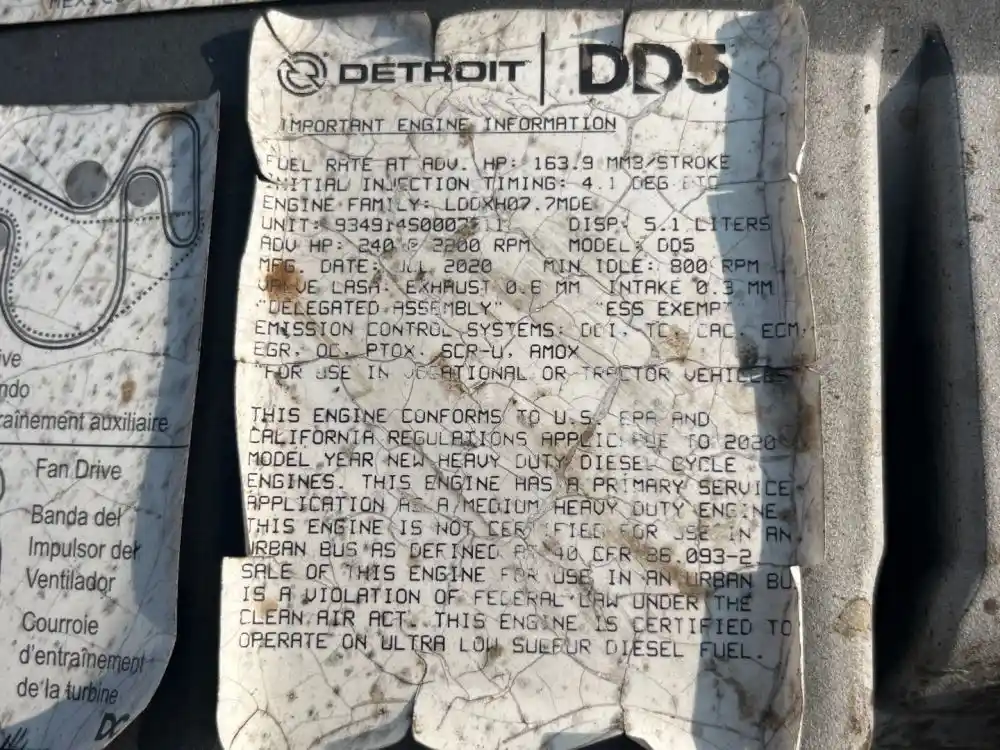 MEXICO
DETROIT | DD5
IMPORTANT ENGINE INFORMATION
FUEL RATE AT ADV. HP: 163.9 MM3/STROKE
INITIAL INJECTION TIMING: 4.1 DEG BTC
ENGINE FAMILY: LDDXH07.7MDE
UNIT: DISP. 5.1 LITERS
ADV HP: 240 @ 2200 RPM MODEL: DD5
MFG. DATE: JUL 2020 MIN IDLE: 800 RPM
VALVE LASH: EXHAUST 0.6 MM INTAKE 0.3 MM
"DELEGATED ASSEMBLY" "ESS EXEMPT"
EMISSION CONTROL SYSTEMS: DDI, TC, CAC, ECM,
EGR, OC, PTOX, SCR-U, AMOX
"FOR USE IN VOCATIONAL OR TRACTOR VEHICLES"
THIS ENGINE CONFORMS TO U.S. EPA AND
CALIFORNIA REGULATIONS APPLICABLE TO 2020
MODEL YEAR NEW HEAVY DUTY DIESEL CYCLE
ENGINES. THIS ENGINE HAS A PRIMARY SERVICE
APPLICATION AS A MEDIUM HEAVY DUTY ENGINE.
THIS ENGINE IS NOT CERTIFIED FOR USE IN AN
URBAN BUS AS DEFINED AT 40 CFR 86.093-2
SALE OF THIS ENGINE FOR USE IN AN URBAN BUS
IS A VIOLATION OF FEDERAL LAW UNDER THE
CLEAN AIR ACT. THIS ENGINE IS CERTIFIED TO
OPERATE ON ULTRA LOW SULFUR DIESEL FUEL.
raînement auxiliaire
Fan Drive
Banda del
Impulsor del
Ventilador
Courroie
d'entraînement
de la turbine